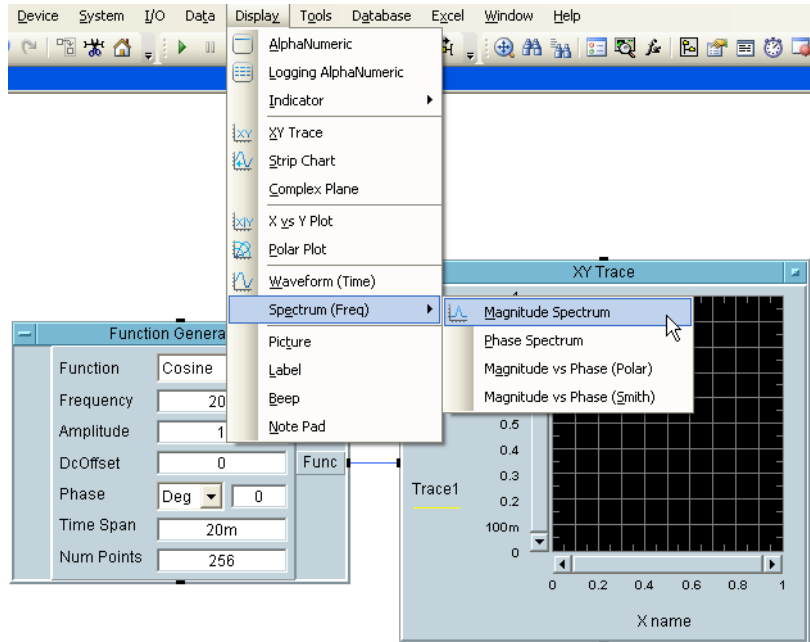 Device System I/O Data Display Tools Database Excel Window Help
AlphaNumeric
Logging AlphaNumeric
Indicator
XY Trace
Strip Chart
Complex Plane
X vs Y Plot
Polar Plot
Waveform (Time)
Spectrum (Freq)
Picture
Label
Beep
Note Pad
Magnitude Spectrum
Phase Spectrum
Magnitude vs Phase (Polar)
Magnitude vs Phase (Smith)
Function Genera
Function Cosine
Frequency 20
Amplitude 1
DcOffset 0
Func
Phase Deg 0
Time Span 20m
Num Points 256
XY Trace
Trace1
0.5
0.4
0.3
0.2
100m
0
0 0.2 0.4 0.6 0.8 1
X name